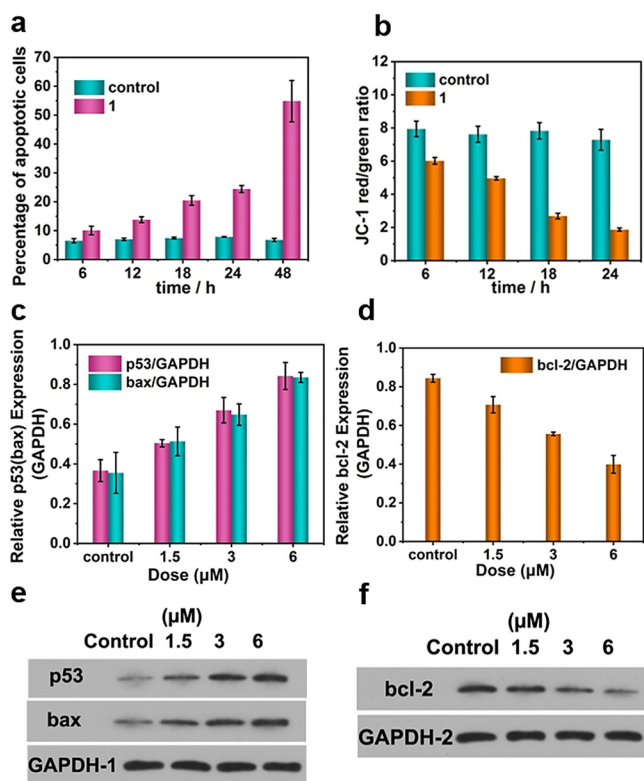 a
Percentage of apoptotic cells
70
60
50
40
30
20
10
0
control
1
6 12 18 24 48
time / h
b
JC-1 red/green ratio
12
10
8
6
4
2
0
control
1
6 12 18 24
time / h
c
Relative p53(bax) Expression
(GAPDH)
1.0
0.8
0.6
0.4
0.2
0.0
p53/GAPDH
bax/GAPDH
control 1.5 3 6
Dose (μM)
d
Relative bcl-2 Expression
(GAPDH)
1.0
0.8
0.6
0.4
0.2
0.0
bcl-2/GAPDH
control 1.5 3 6
Dose (μM)
e
(μM)
Control 1.5 3 6
p53
bax
GAPDH-1
f
(μM)
Control 1.5 3 6
bcl-2
GAPDH-2